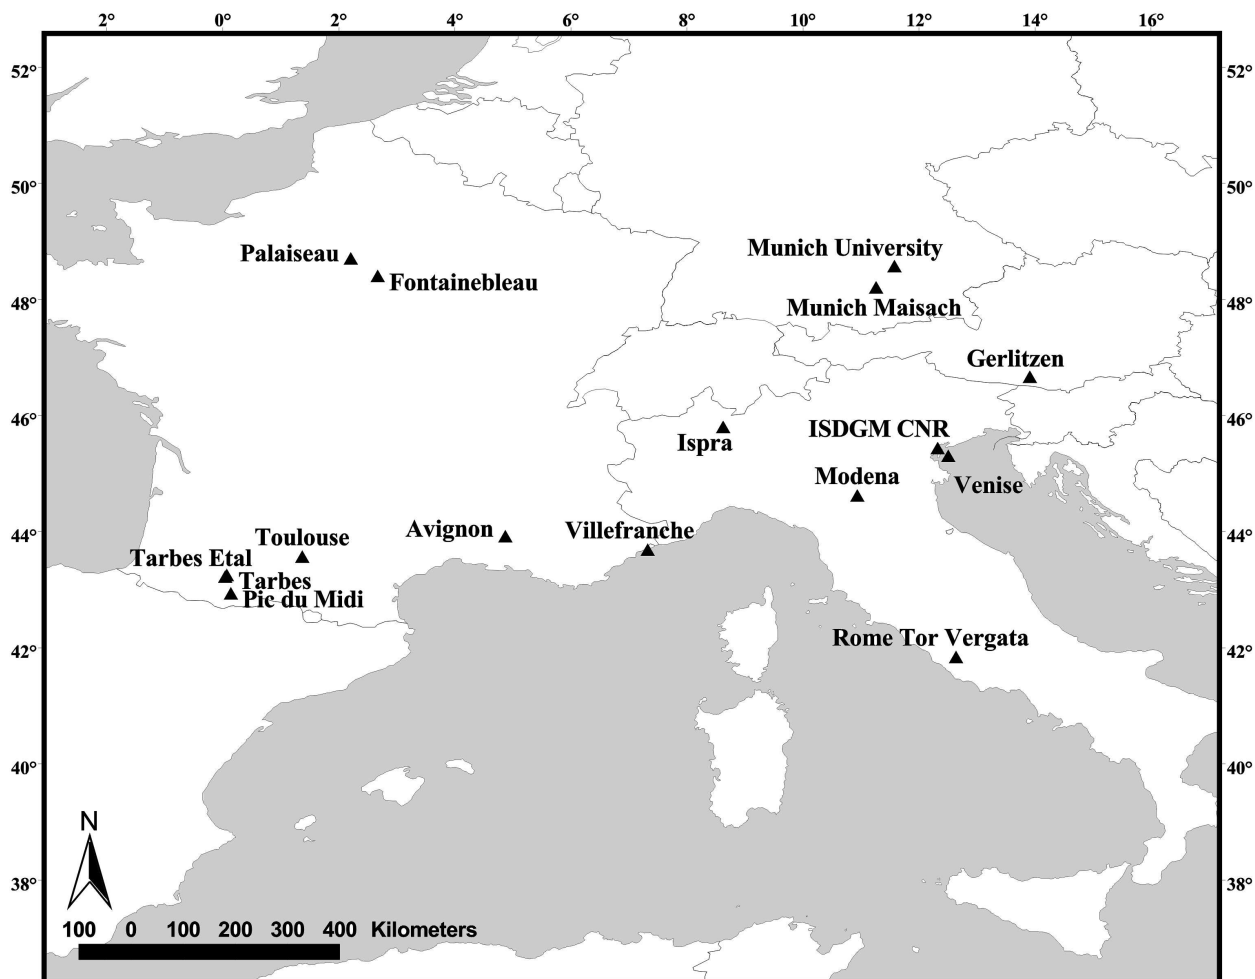 2° 0° 2° 4° 6° 8° 10° 12° 14° 16°
52° 52°
50° 50°
Munich University
Palaiseau
Fontainebleau
48° 48°
Munich Maisach
Gerlitzen
46° 46°
ISDGM CNR
Ispra
Modena
Venise
44° 44°
Avignon
Villefranche
Toulouse
Tarbes Etal
Tarbes
Pic du Midi
42° 42°
Rome Tor Vergata
40° 40°
N
38° 38°
100 0 100 200 300 400 Kilometers